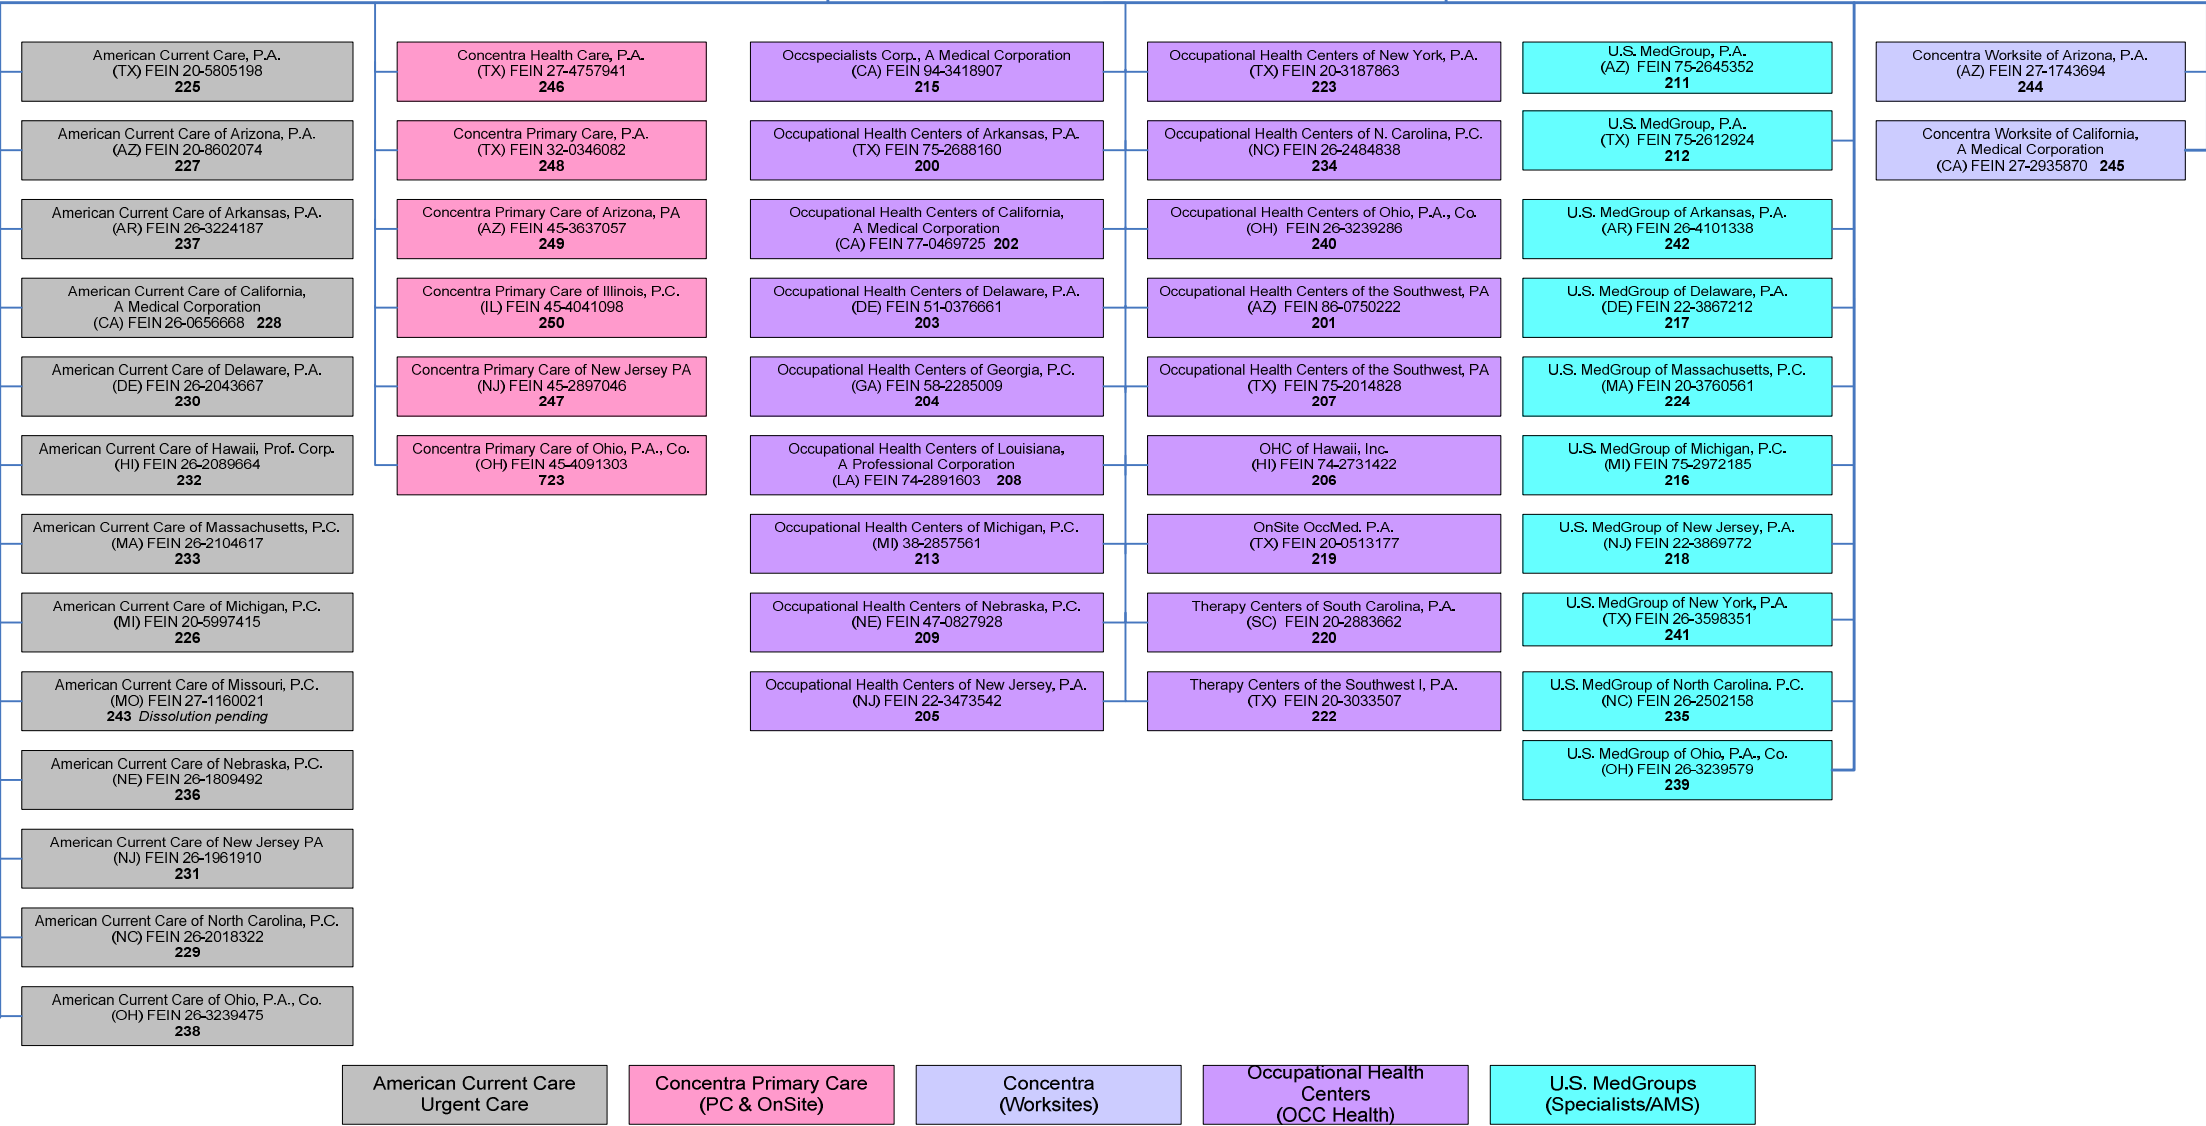 American Current Care, P.A.
(TX) FEIN 20-5805198
225
American Current Care of Arizona, P.A.
(AZ) FEIN 20-8602074
227
American Current Care of Arkansas, P.A.
(AR) FEIN 26-3224187
237
American Current Care of California,
A Medical Corporation
(CA) FEIN 26-0656668 228
American Current Care of Delaware, P.A.
(DE) FEIN 26-2043667
230
American Current Care of Hawaii, Prof. Corp.
(HI) FEIN 26-2089664
232
American Current Care of Massachusetts, P.C.
(MA) FEIN 26-2104617
233
American Current Care of Michigan, P.C.
(MI) FEIN 20-5997415
226
American Current Care of Missouri, P.C.
(MO) FEIN 27-1160021
243 Dissolution pending
American Current Care of Nebraska, P.C.
(NE) FEIN 26-1809492
236
American Current Care of New Jersey PA
(NJ) FEIN 26-1961910
231
American Current Care of North Carolina, P.C.
(NC) FEIN 26-2018322
229
American Current Care of Ohio, P.A., Co.
(OH) FEIN 26-3239475
238
Concentra Health Care, P.A.
(TX) FEIN 27-4757941
246
Concentra Primary Care, P.A.
(TX) FEIN 32-0346082
248
Concentra Primary Care of Arizona, PA
(AZ) FEIN 45-3637057
249
Concentra Primary Care of Illinois, P.C.
(IL) FEIN 45-4041098
250
Concentra Primary Care of New Jersey PA
(NJ) FEIN 45-2897046
247
Concentra Primary Care of Ohio, P.A., Co.
(OH) FEIN 45-4091303
723
Occspecialists Corp., A Medical Corporation
(CA) FEIN 94-3418907
215
Occupational Health Centers of Arkansas, P.A.
(TX) FEIN 75-2688160
200
Occupational Health Centers of California,
A Medical Corporation
(CA) FEIN 77-0469725 202
Occupational Health Centers of Delaware, P.A.
(DE) FEIN 51-0376661
203
Occupational Health Centers of Georgia, P.C.
(GA) FEIN 58-2285009
204
Occupational Health Centers of Louisiana,
A Professional Corporation
(LA) FEIN 74-2891603 208
Occupational Health Centers of Michigan, P.C.
(MI) 38-2857561
213
Occupational Health Centers of Nebraska, P.C.
(NE) FEIN 47-0827928
209
Occupational Health Centers of New Jersey, P.A.
(NJ) FEIN 22-3473542
205
Occupational Health Centers of New York, P.A.
(TX) FEIN 20-3187863
223
Occupational Health Centers of N. Carolina, P.C.
(NC) FEIN 26-2484838
234
Occupational Health Centers of Ohio, P.A., Co.
(OH) FEIN 26-3239286
240
Occupational Health Centers of the Southwest, PA
(AZ) FEIN 86-0750222
201
Occupational Health Centers of the Southwest, PA
(TX) FEIN 75-2014828
207
OHC of Hawaii, Inc.
(HI) FEIN 74-2731422
206
OnSite OccMed. P.A.
(TX) FEIN 20-0513177
219
Therapy Centers of South Carolina, P.A.
(SC) FEIN 20-2883662
220
Therapy Centers of the Southwest I, P.A.
(TX) FEIN 20-3033507
222
U.S. MedGroup, P.A.
(AZ) FEIN 75-2645352
211
U.S. MedGroup, P.A.
(TX) FEIN 75-2612924
212
U.S. MedGroup of Arkansas, P.A.
(AR) FEIN 26-4101338
242
U.S. MedGroup of Delaware, P.A.
(DE) FEIN 22-3867212
217
U.S. MedGroup of Massachusetts, P.C.
(MA) FEIN 20-3760561
224
U.S. MedGroup of Michigan, P.C.
(MI) FEIN 75-2972185
216
U.S. MedGroup of New Jersey, P.A.
(NJ) FEIN 22-3869772
218
U.S. MedGroup of New York, P.A.
(TX) FEIN 26-3598351
241
U.S. MedGroup of North Carolina. P.C.
(NC) FEIN 26-2502158
235
U.S. MedGroup of Ohio, P.A., Co.
(OH) FEIN 26-3239579
239
Concentra Worksite of Arizona, P.A.
(AZ) FEIN 27-1743694
244
Concentra Worksite of California,
A Medical Corporation
(CA) FEIN 27-2935870 245
American Current Care
Urgent Care
Concentra Primary Care
(PC & OnSite)
Concentra
(Worksites)
Occupational Health
Centers
(OCC Health)
U.S. MedGroups
(Specialists/AMS)